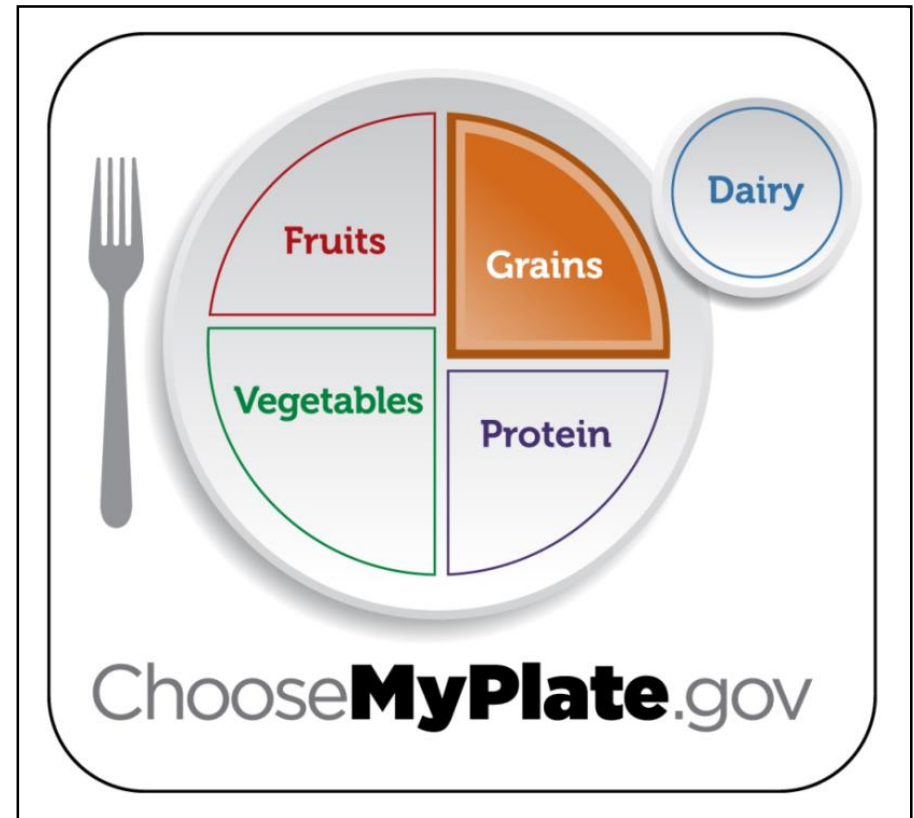 Fruits
Grains
Dairy
Vegetables
Protein
ChooseMyPlate.gov